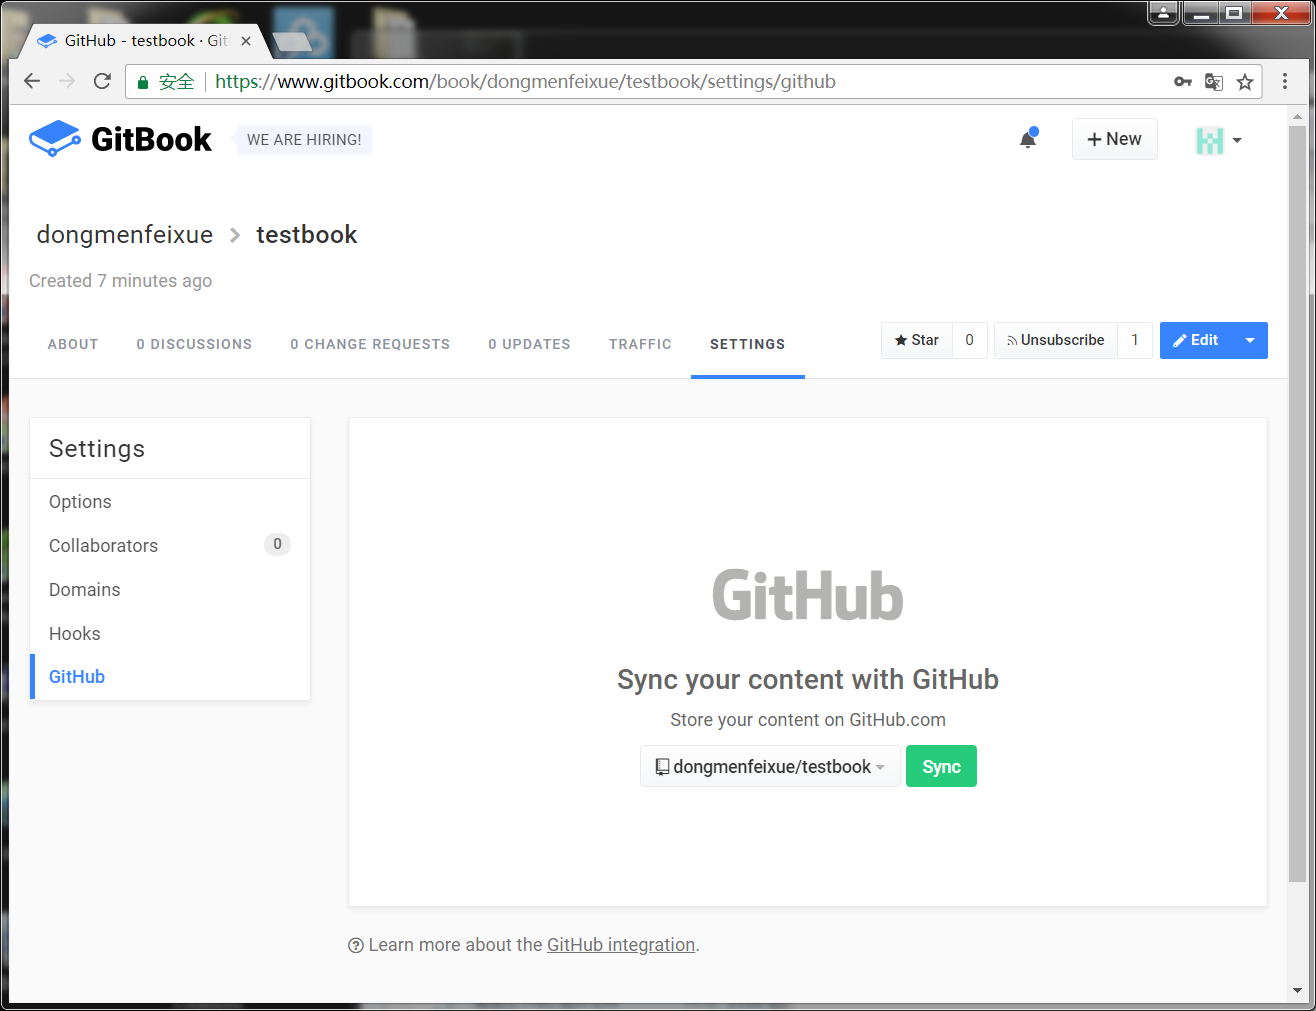 GitHub - testbook · Git
安全 https://www.gitbook.com/book/dongmenfeixue/testbook/settings/github
GitBook WE ARE HIRING! + New
dongmenfeixue > testbook
Created 7 minutes ago
ABOUT 0 DISCUSSIONS 0 CHANGE REQUESTS 0 UPDATES TRAFFIC SETTINGS Star 0 Unsubscribe 1 Edit
Settings
Options
Collaborators 0
Domains
Hooks
GitHub
GitHub
Sync your content with GitHub
Store your content on GitHub.com
dongmenfeixue/testbook Sync
Learn more about the GitHub integration.